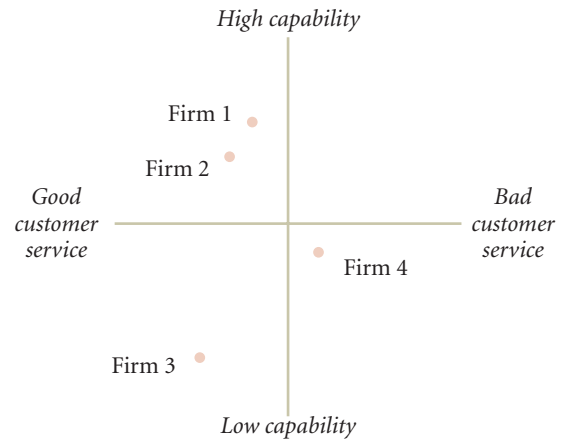 High capability
Firm 1
Firm 2
Good
customer
service
Bad
customer
service
Firm 4
Firm 3
Low capability